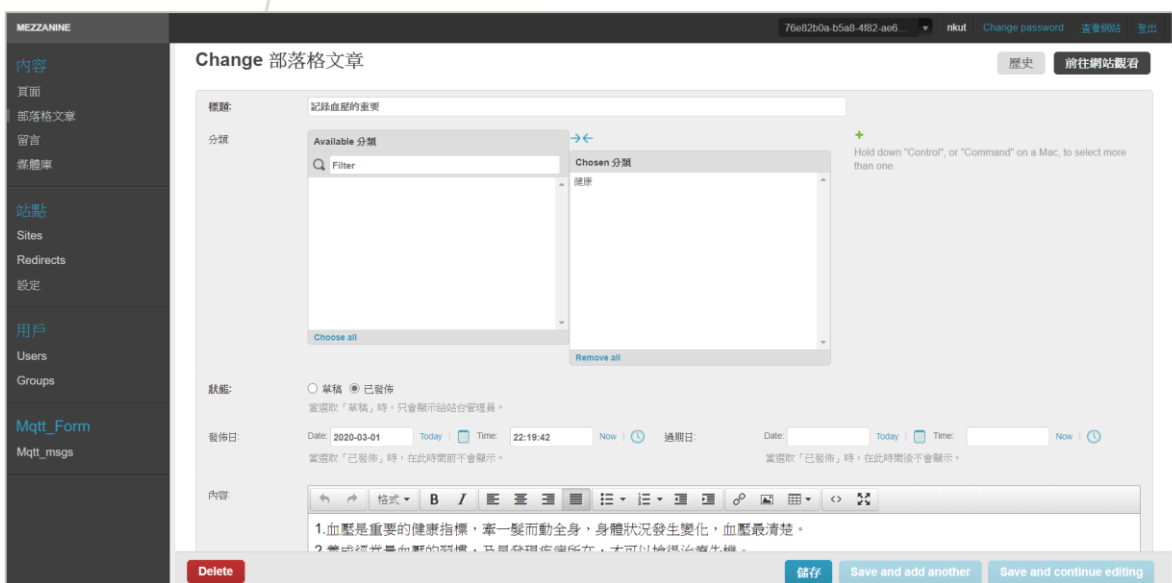 MEZZANINE
76e82b0a-b5a8-4f82-ae6... nkut Change password 查看網站 登出
內容
頁面
部落格文章
留言
媒體庫
站點
Sites
Redirects
設定
用戶
Users
Groups
Mqtt_Form
Mqtt_msgs
Change 部落格文章
歷史 前往網站觀看
標題: 記錄血壓的重要
分類
Available 分類
Filter
Choose all
Chosen 分類
健康
Remove all
Hold down "Control", or "Command" on a Mac, to select more
than one
狀態: 草稿 已發佈
當選取「草稿」時,只會顯示給站台管理員。
發佈日: Date: 2020-03-01 Today Time: 22:19:42 Now 過期日: Date: Today Time: Now
當選取「已發佈」時,在此時間前不會顯示。 當選取「已發佈」時,在此時間後不會顯示。
內容
格式 B I
1.血壓是重要的健康指標,牽一髮而動全身,身體狀況發生變化,血壓最清楚。
Delete 儲存 Save and add another Save and continue editing